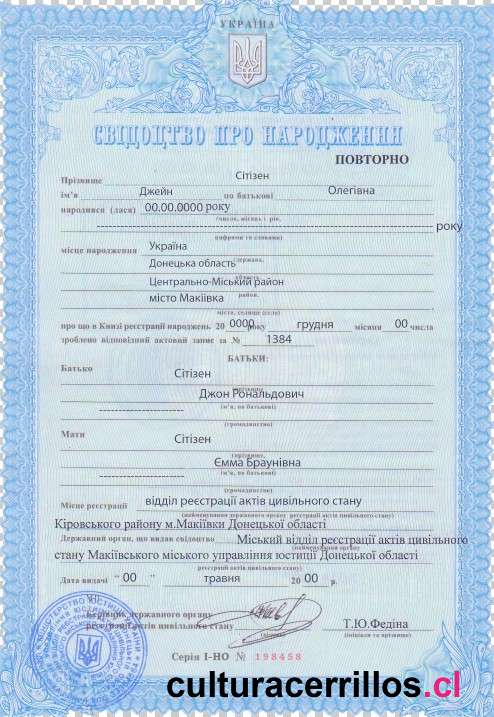 УКРАЇНА
СВІДОЦТВО ПРО НАРОДЖЕННЯ
ПОВТОРНО
Прізвище Сітізен
ім'я Джейн по батькові Олегівна
народився (лася) 00.00.0000 року
(число, місяць і рік,
року
цифрами та словами)
місце народження Україна
держава,
Донецька область
область,
Центрально-Міський район
район,
місто Макіївка
місто, селище (село)
про що в Книзі реєстрації народжень 20 0000 року грудня місяця 00 числа
зроблено відповідний актовий запис за № 1384
БАТЬКИ:
Батько Сітізен
(прізвище,
Джон Рональдович
(ім'я, по батькові)
(громадянство)
Мати Сітізен
(прізвище,
Ємма Браунівна
(ім'я, по батькові)
(громадянство)
Місце реєстрації відділ реєстрації актів цивільного стану
(найменування державного органу реєстрації актів цивільного стану)
Кіровського району м.Макіївки Донецької області
Державний орган, що видав свідоцтво Міський відділ реєстрації актів цивільного
(найменування органу
стану Макіївського міського управління юстиції Донецької області
реєстрації актів цивільного стану)
Дата видачі " 00 " травня 20 00 р.
Керівник державного органу
реєстрації актів цивільного стану Т.Ю.Федіна
(підпис) (ініціали та прізвище)
Серія І-НО № 198458
culturacerrillos.cl